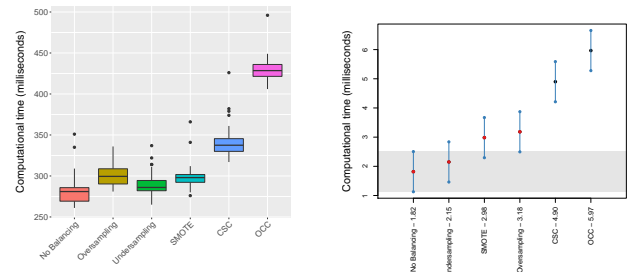 Computational time (milliseconds)
500
450
400
350
300
250
No Balancing
Oversampling
Undersampling
SMOTE
CSC
OCC
Computational time (milliseconds)
6
5
4
3
2
1
No Balancing − 1.82
Undersampling − 2.15
SMOTE − 2.98
Oversampling − 3.18
CSC − 4.90
OCC − 5.97